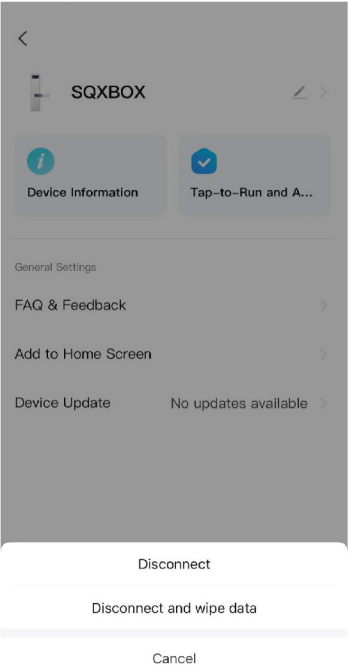 SQXBOX
Device Information
Tap-to-Run and A...
General Settings
FAQ & Feedback
Add to Home Screen
Device Update No updates available
Disconnect
Disconnect and wipe data
Cancel